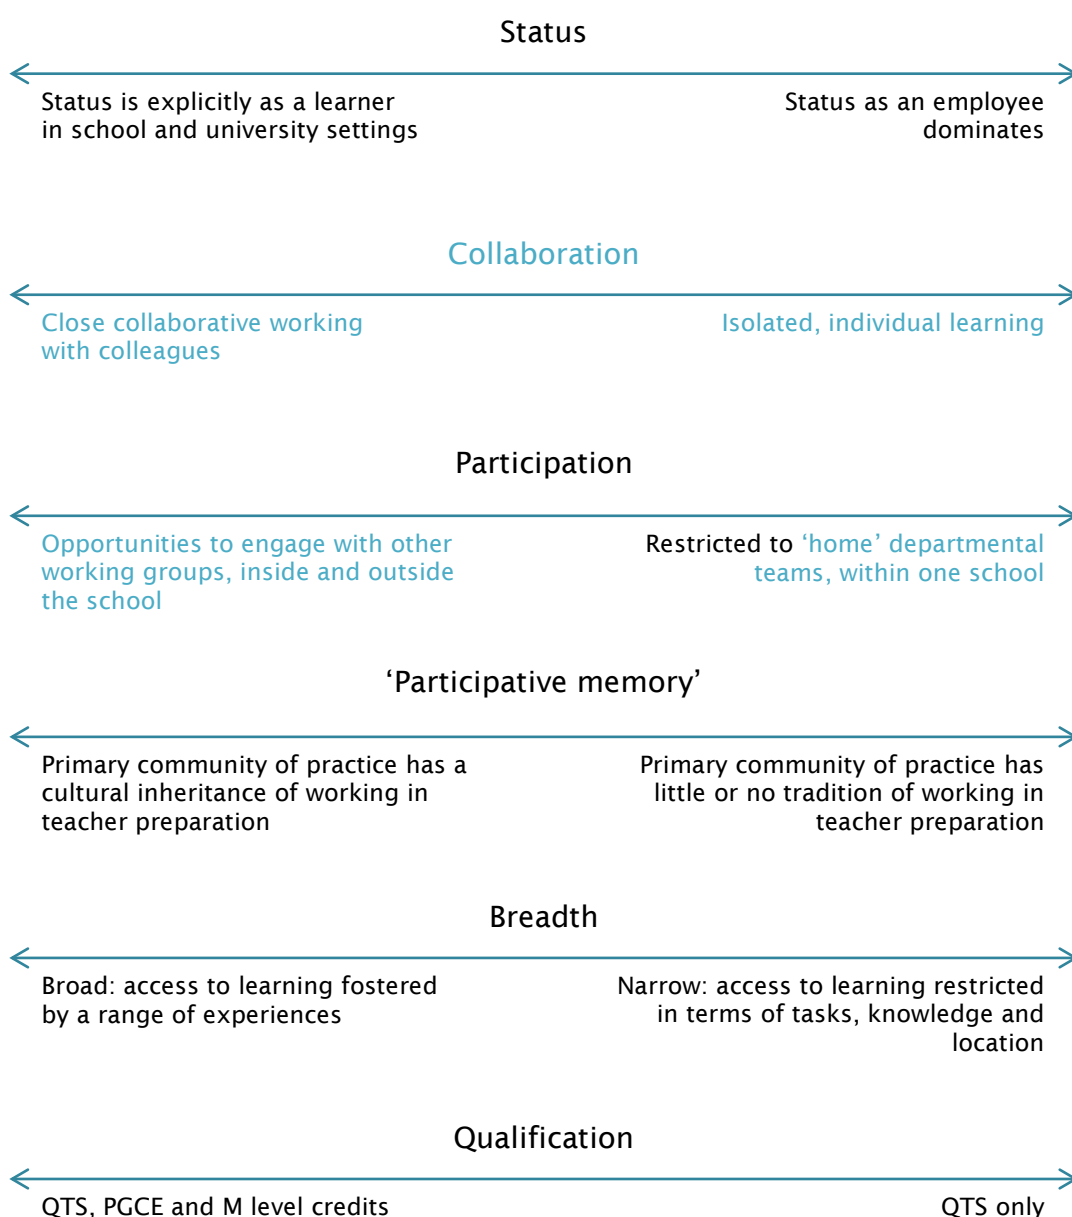 Status
Status is explicitly as a learner
in school and university settings
Status as an employee
dominates
Collaboration
Close collaborative working
with colleagues
Isolated, individual learning
Participation
Opportunities to engage with other
working groups, inside and outside
the school
Restricted to ‘home’ departmental
teams, within one school
‘Participative memory’
Primary community of practice has a
cultural inheritance of working in
teacher preparation
Primary community of practice has
little or no tradition of working in
teacher preparation
Breadth
Broad: access to learning fostered
by a range of experiences
Narrow: access to learning restricted
in terms of tasks, knowledge and
location
Qualification
QTS, PGCE and M level credits
QTS only